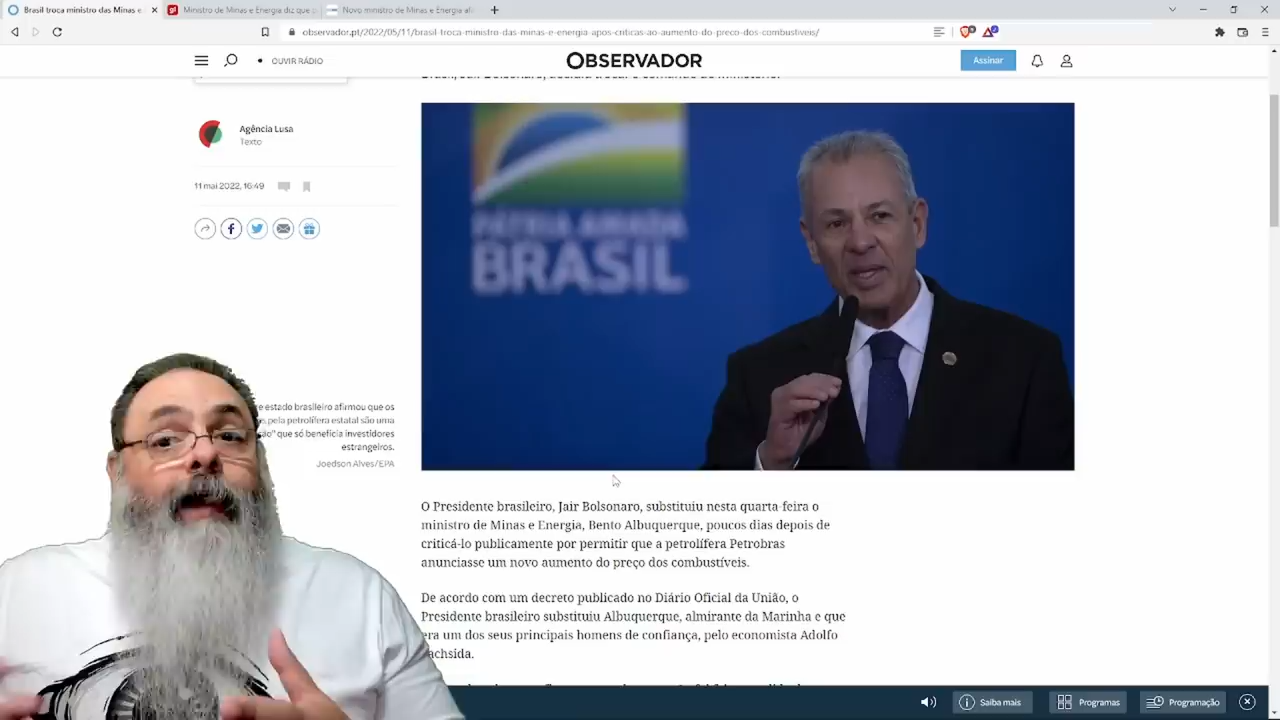 Brasil troca ministro das Minas e
Ministro de Minas e Energia diz que p
Novo ministro de Minas e Energia afi
observador.pt/2022/05/11/brasil-troca-ministro-das-minas-e-energia-apos-criticas-ao-aumento-do-preco-dos-combustiveis/
OUVIR RÁDIO
OBSERVADOR
Assinar
Agência Lusa
Texto
11 mai 2022, 16:49
PÁTRIA AMADA
BRASIL
re estado brasileiro afirmou que os
e, pela petrolífera estatal são uma
ção" que só beneficia investidores
estrangeiros.
Joedson Alves/EPA
O Presidente brasileiro, Jair Bolsonaro, substituiu nesta quarta-feira o
ministro de Minas e Energia, Bento Albuquerque, poucos dias depois de
criticá-lo publicamente por permitir que a petrolífera Petrobras
anunciasse um novo aumento do preço dos combustíveis.
De acordo com um decreto publicado no Diário Oficial da União, o
Presidente brasileiro substituiu Albuquerque, almirante da Marinha e que
era um dos seus principais homens de confiança, pelo economista Adolfo
achsida.
Saiba mais
Programas
Programação